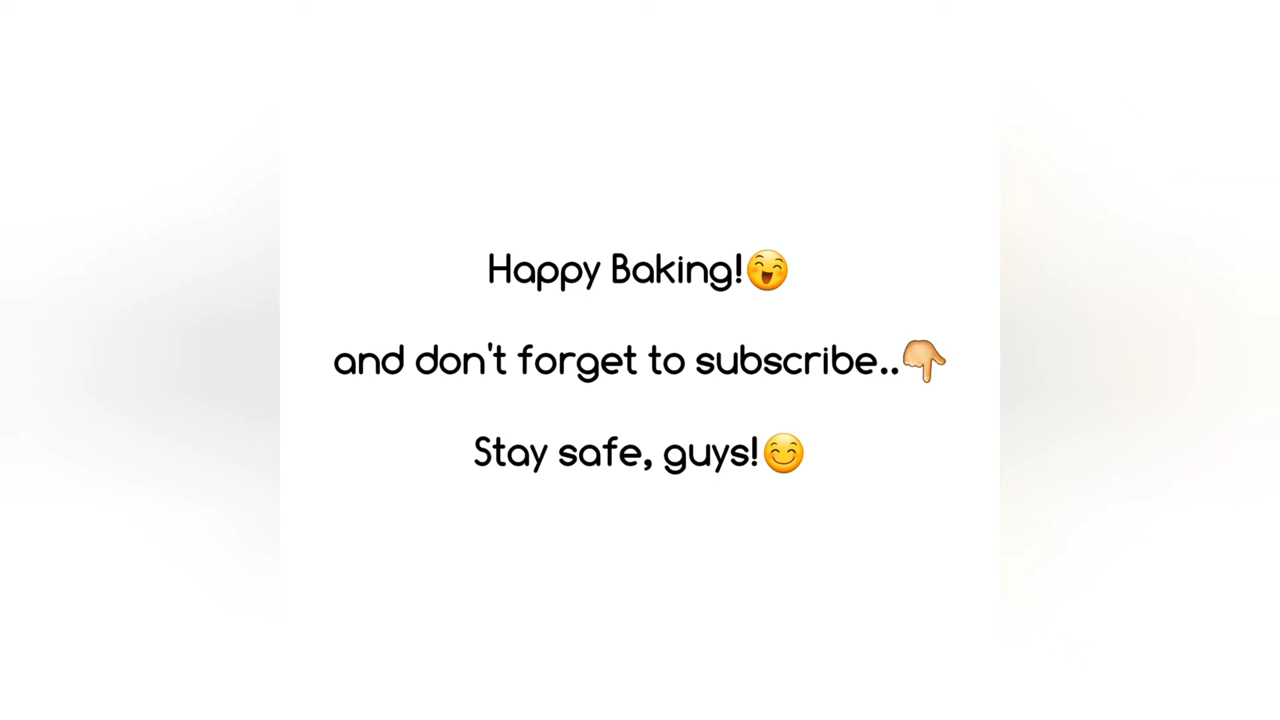 Happy Baking!😄
and don't forget to subscribe..👇
Stay safe, guys!😊